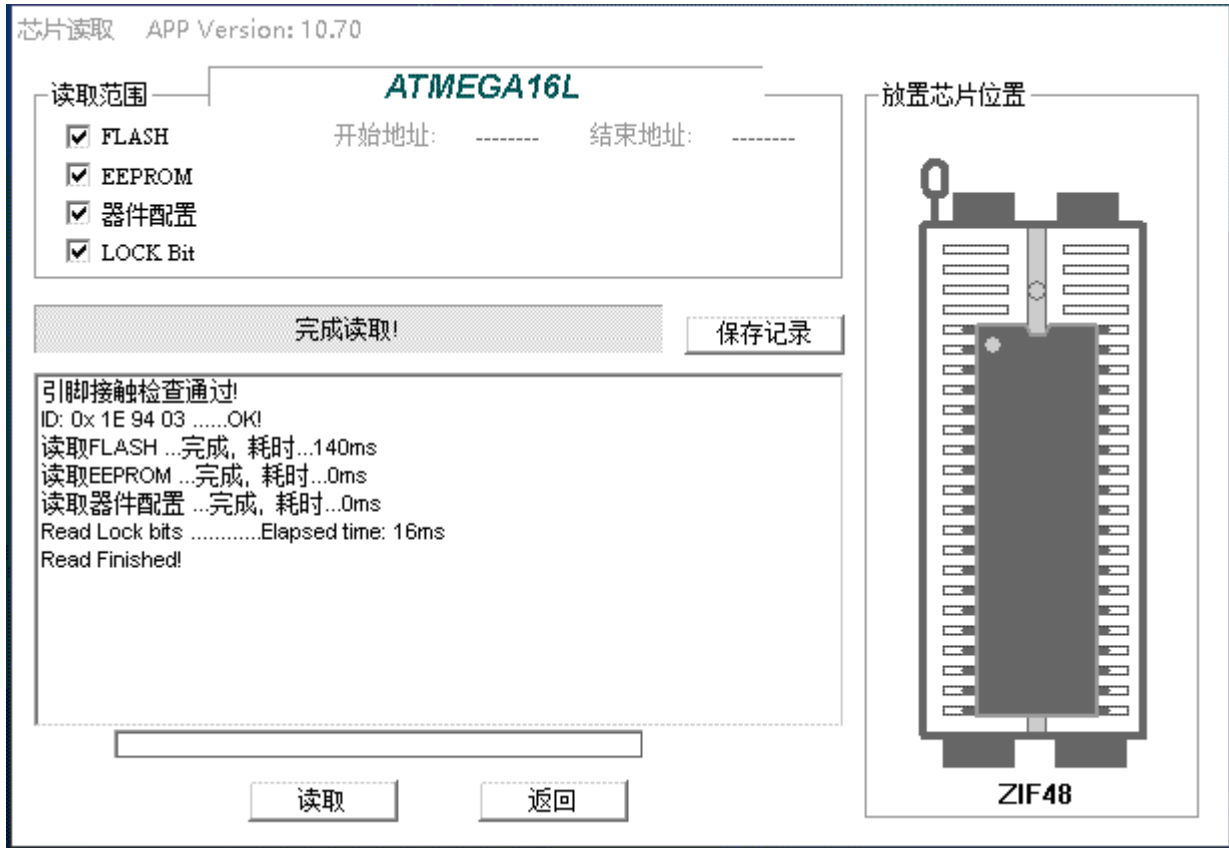 芯片读取 APP Version: 10.70
读取范围
ATMEGA16L
FLASH
开始地址: -------- 结束地址: --------
EEPROM
器件配置
LOCK Bit
完成读取!
保存记录
引脚接触检查通过!
ID: 0x 1E 94 03 ......OK!
读取FLASH ...完成, 耗时...140ms
读取EEPROM ...完成, 耗时...0ms
读取器件配置 ...完成, 耗时...0ms
Read Lock bits ............Elapsed time: 16ms
Read Finished!
读取 返回
放置芯片位置
ZIF48